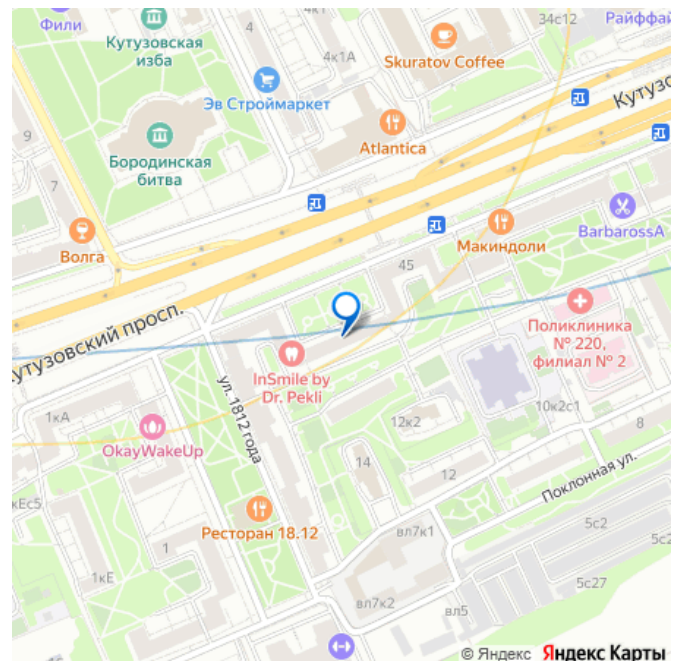 Фили
4к1
34с12
Райффай
Кутузовская
изба
4
4к1А
Skuratov Coffee
Эв Строймаркет
Кутузо
9
Бородинская
битва
Atlantica
7
Волга
Макиндоли
BarbarossA
45
утузовский просп.
Поликлиника
№ 220,
филиал № 2
InSmile by
Dr. Pekli
ул. 1812 года
1кА
OkayWakeUp
12к2
10к2с1
8
14
12
Поклонная ул.
кЕс5
Ресторан 18.12
вл7к1
5с2
5с2
1
1кЕ
5с27
вл7к2
вл5
© Яндекс Яндекс Карты